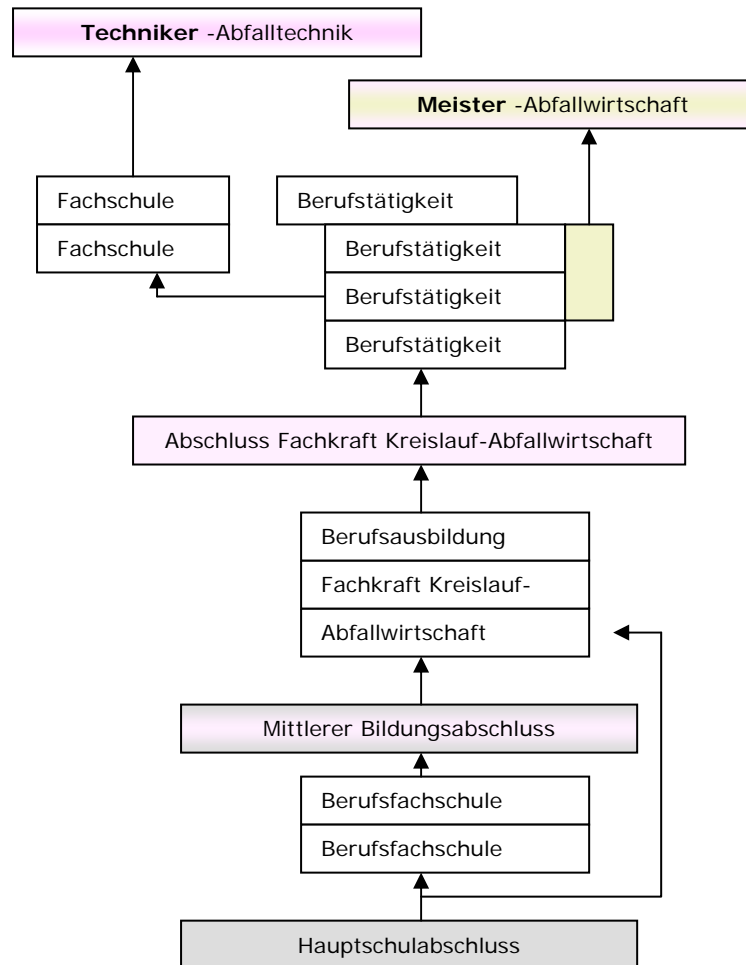 Techniker -Abfalltechnik
Meister -Abfallwirtschaft
Fachschule
Fachschule
Berufstätigkeit
Berufstätigkeit
Berufstätigkeit
Berufstätigkeit
Abschluss Fachkraft Kreislauf-Abfallwirtschaft
Berufsausbildung
Fachkraft Kreislauf-
Abfallwirtschaft
Mittlerer Bildungsabschluss
Berufsfachschule
Berufsfachschule
Hauptschulabschluss